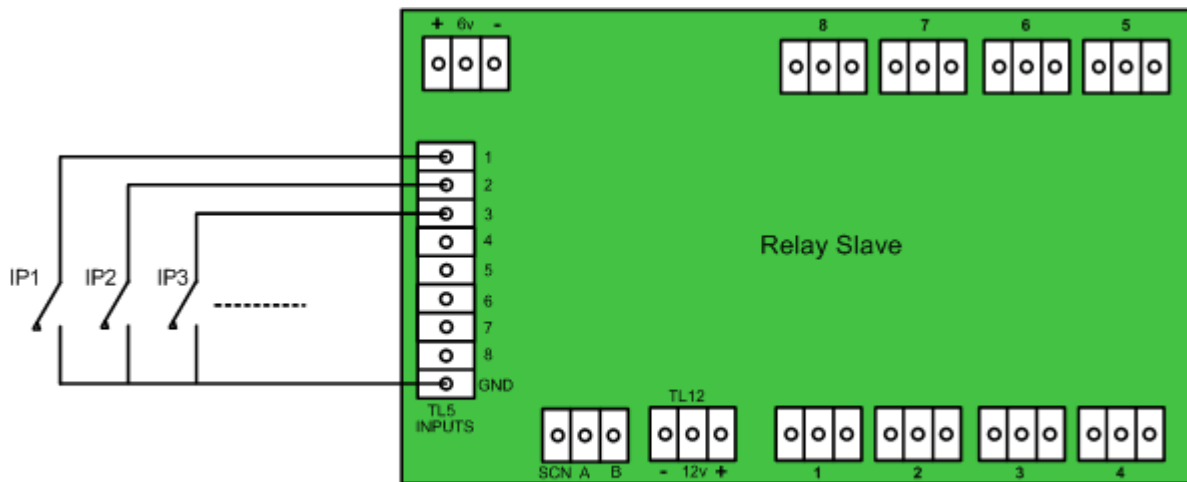 + 6v -
8 7 6 5
1
2
3
4
5
6
7
8
GND
TL5
INPUTS
IP1 IP2 IP3
Relay Slave
TL12
SCN A B
- 12v +
1 2 3 4